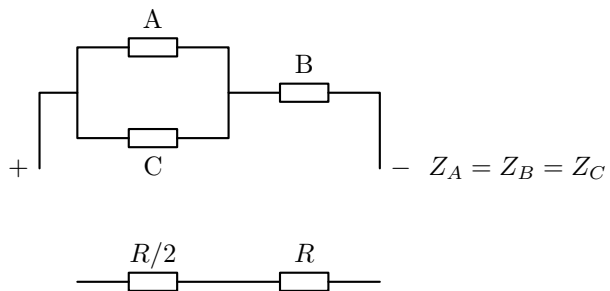 A
B
C
+
− $Z_A = Z_B = Z_C$
$R/2$
$R$